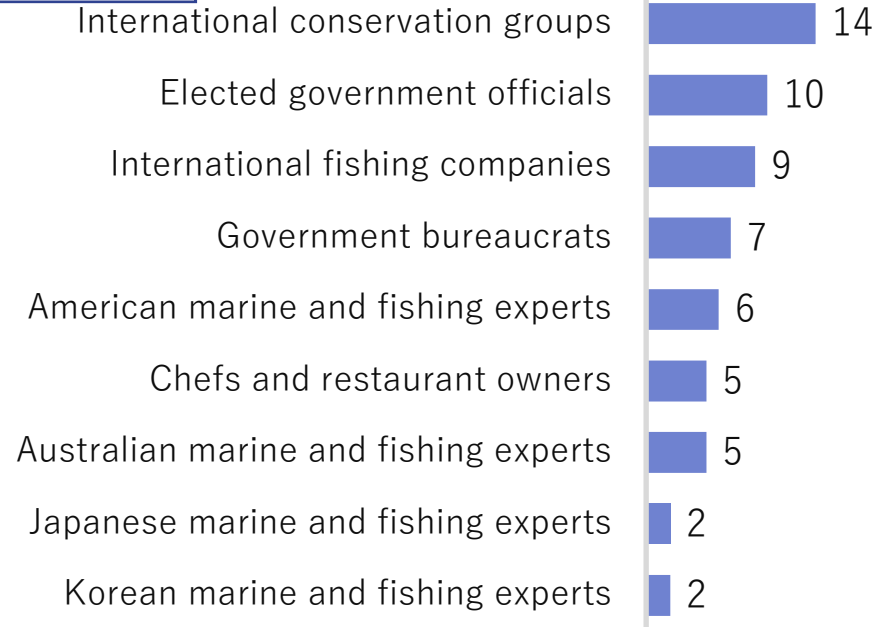 International conservation groups 14
Elected government officials 10
International fishing companies 9
Government bureaucrats 7
American marine and fishing experts 6
Chefs and restaurant owners 5
Australian marine and fishing experts 5
Japanese marine and fishing experts 2
Korean marine and fishing experts 2